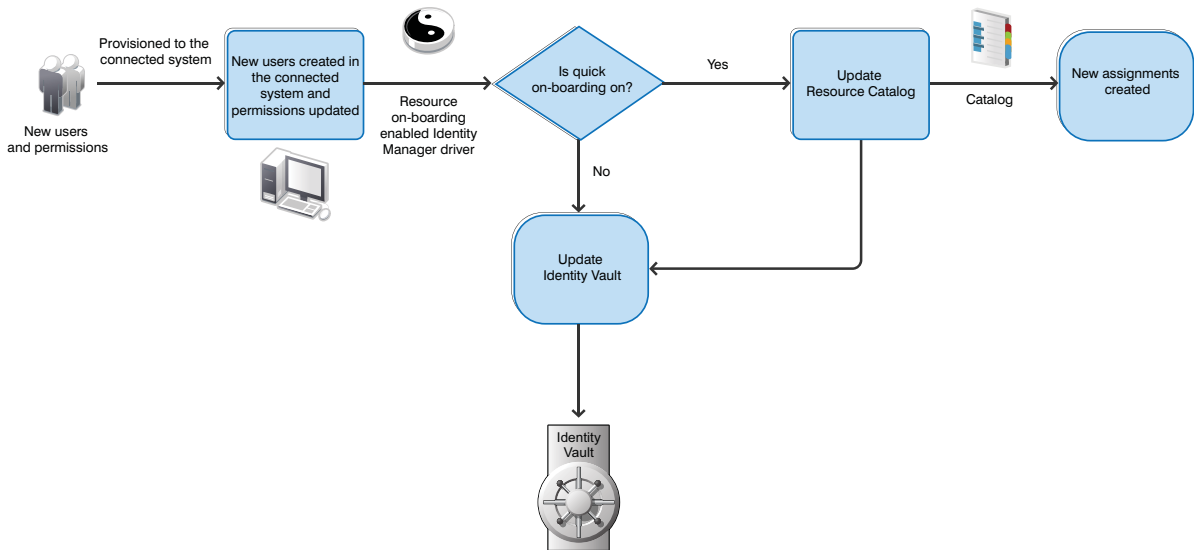 New users
and permissions
Provisioned to the
connected system
New users created in
the connected
system and
permissions updated
Resource
on-boarding
enabled Identity
Manager driver
Is quick
on-boarding on?
Yes
No
Update
Resource Catalog
Catalog
New assignments
created
Update
Identity Vault
Identity
Vault